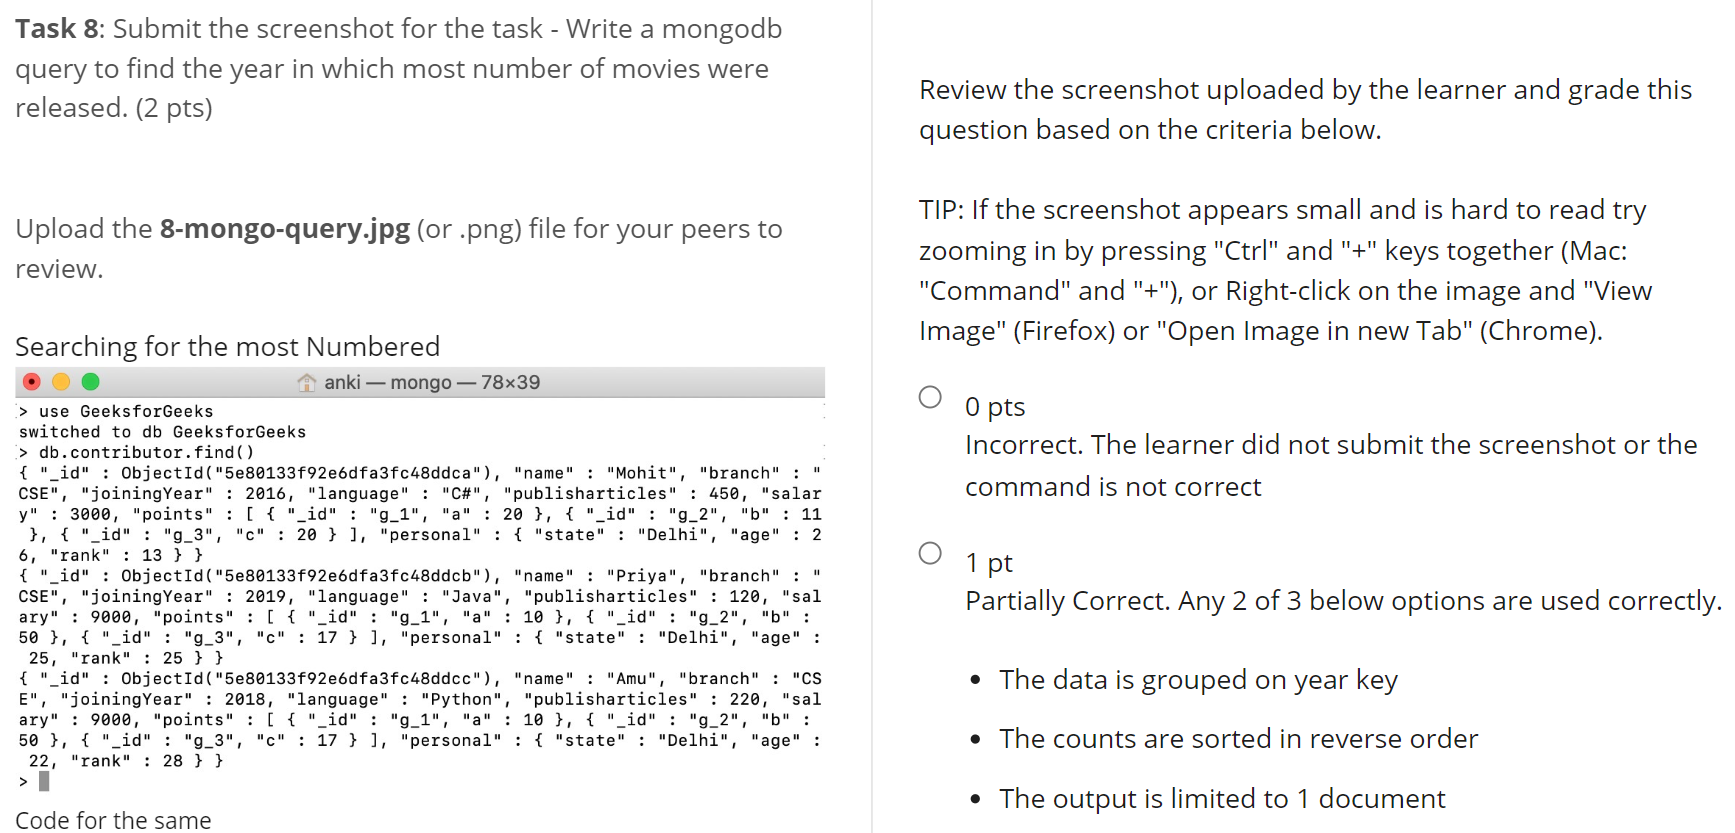 Task 8: Submit the screenshot for the task - Write a mongodb
query to find the year in which most number of movies were
released. (2 pts)
Upload the 8-mongo-query.jpg (or .png) file for your peers to
review.
Searching for the most Numbered
anki — mongo — 78×39
> use GeeksforGeeks
switched to db GeeksforGeeks
> db.contributor.find()
{ "_id" : ObjectId("5e80133f92e6dfa3fc48ddca"), "name" : "Mohit", "branch" : "
CSE", "joiningYear" : 2016, "language" : "C#", "publisharticles" : 450, "salar
y" : 3000, "points" : [ { "_id" : "g_1", "a" : 20 }, { "_id" : "g_2", "b" : 11
}, { "_id" : "g_3", "c" : 20 } ], "personal" : { "state" : "Delhi", "age" : 2
6, "rank" : 13 } }
{ "_id" : ObjectId("5e80133f92e6dfa3fc48ddcb"), "name" : "Priya", "branch" : "
CSE", "joiningYear" : 2019, "language" : "Java", "publisharticles" : 120, "sal
ary" : 9000, "points" : [ { "_id" : "g_1", "a" : 10 }, { "_id" : "g_2", "b" :
50 }, { "_id" : "g_3", "c" : 17 } ], "personal" : { "state" : "Delhi", "age" :
25, "rank" : 25 } }
{ "_id" : ObjectId("5e80133f92e6dfa3fc48ddcc"), "name" : "Amu", "branch" : "CS
E", "joiningYear" : 2018, "language" : "Python", "publisharticles" : 220, "sal
ary" : 9000, "points" : [ { "_id" : "g_1", "a" : 10 }, { "_id" : "g_2", "b" :
50 }, { "_id" : "g_3", "c" : 17 } ], "personal" : { "state" : "Delhi", "age" :
22, "rank" : 28 } }
>
Code for the same
Review the screenshot uploaded by the learner and grade this
question based on the criteria below.
TIP: If the screenshot appears small and is hard to read try
zooming in by pressing "Ctrl" and "+" keys together (Mac:
"Command" and "+"), or Right-click on the image and "View
Image" (Firefox) or "Open Image in new Tab" (Chrome).
0 pts
Incorrect. The learner did not submit the screenshot or the
command is not correct
1 pt
Partially Correct. Any 2 of 3 below options are used correctly.
• The data is grouped on year key
• The counts are sorted in reverse order
• The output is limited to 1 document